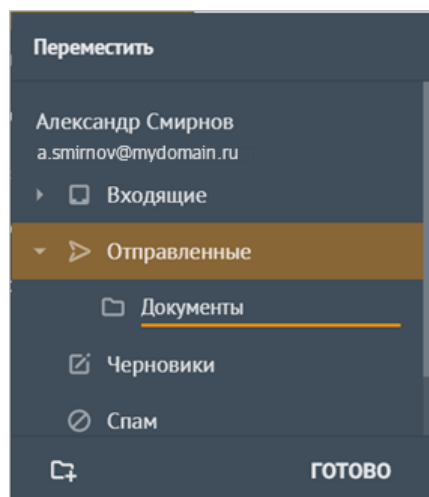 Переместить
Александр Смирнов
a.smirnov@mydomain.ru
Входящие
Отправленные
Документы
Черновики
Спам
ГОТОВО